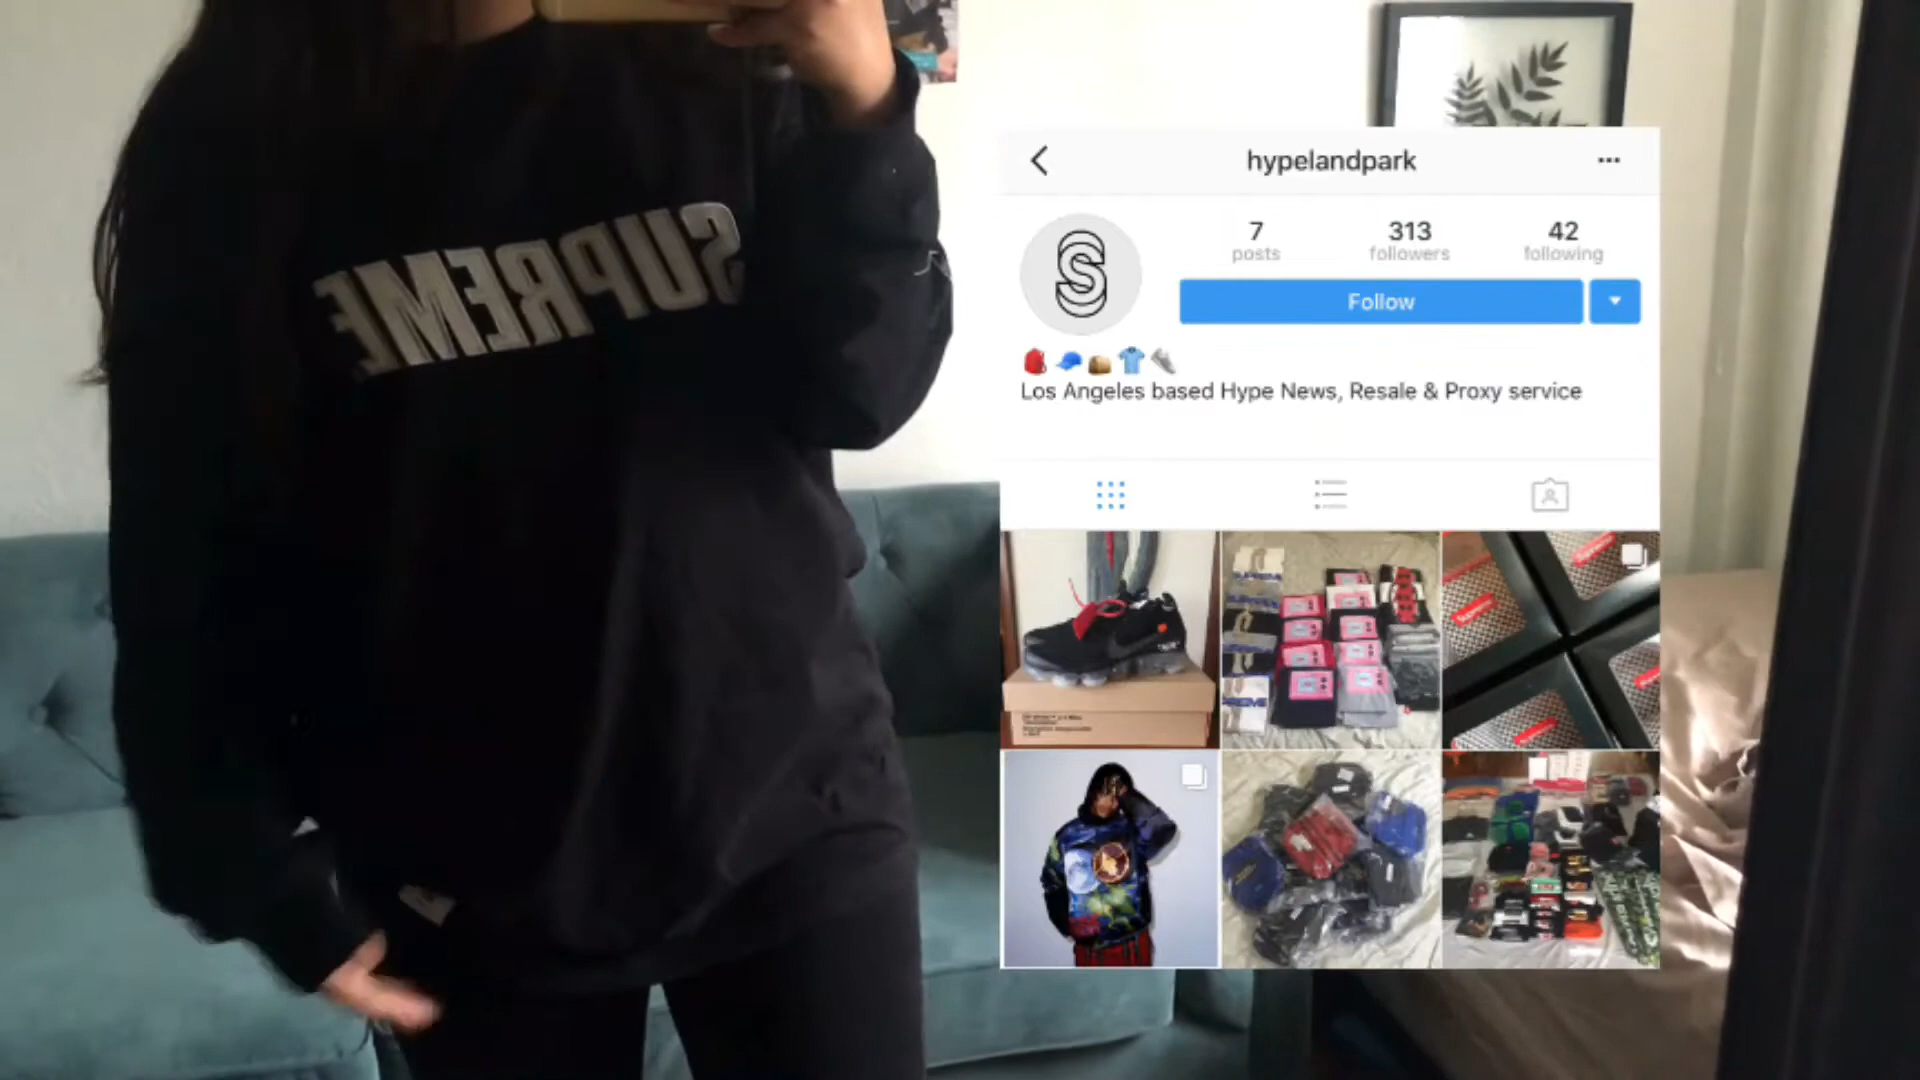 SUPREME
hypelandpark
7
posts
313
followers
42
following
Follow
Los Angeles based Hype News, Resale & Proxy service